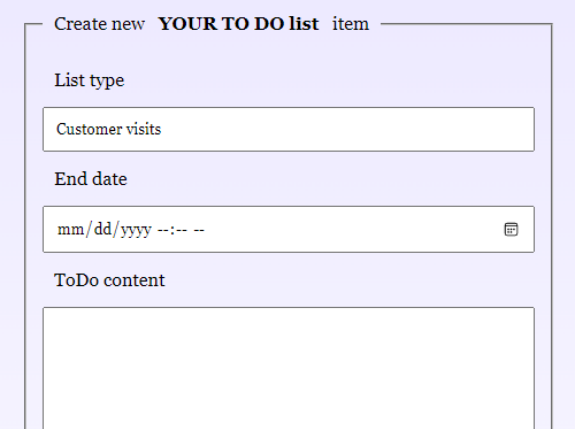 Create new YOUR TO DO list item
List type
Customer visits
End date
mm/dd/yyyy --:-- --
ToDo content